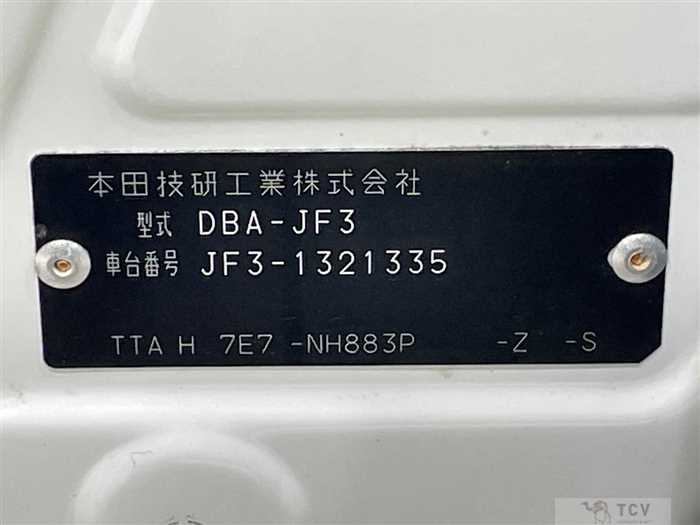 本田技研工業株式会社
型式 DBA-JF3
車台番号 JF3-1321335
TTA H 7E7 -NH883P -Z -S
TCV